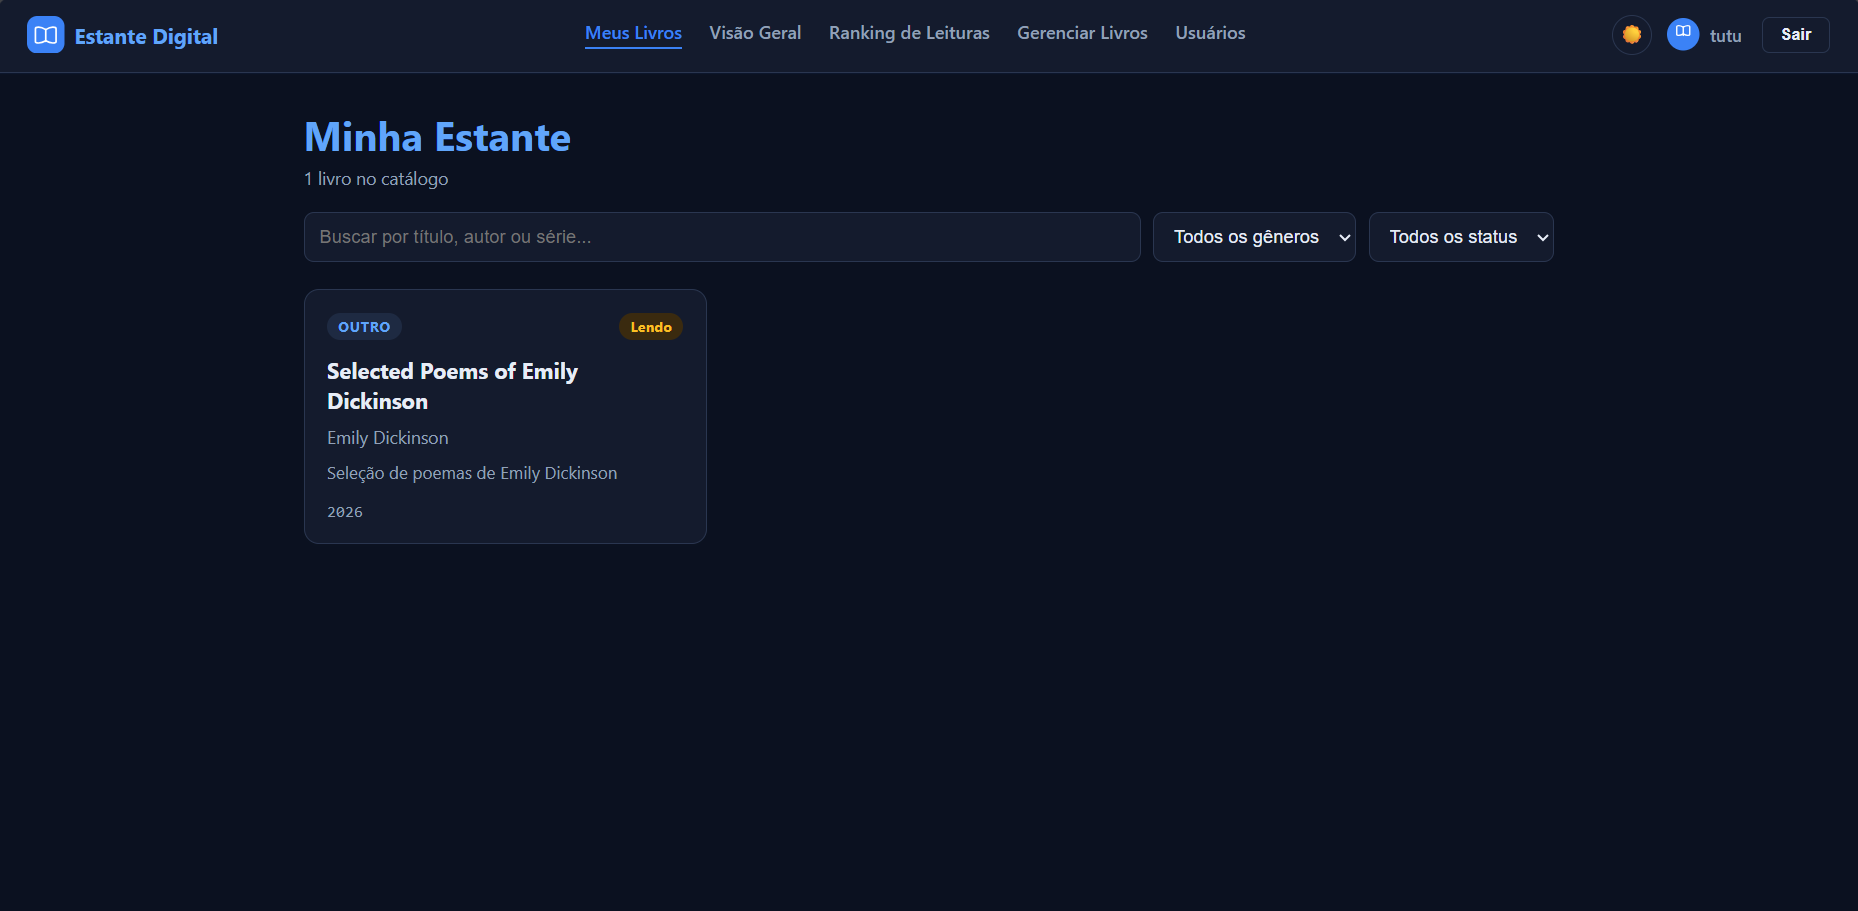 Estante Digital
Meus Livros
Visão Geral
Ranking de Leituras
Gerenciar Livros
Usuários
tutu
Sair
Minha Estante
1 livro no catálogo
Buscar por título, autor ou série...
Todos os gêneros
Todos os status
OUTRO
Lendo
Selected Poems of Emily
Dickinson
Emily Dickinson
Seleção de poemas de Emily Dickinson
2026